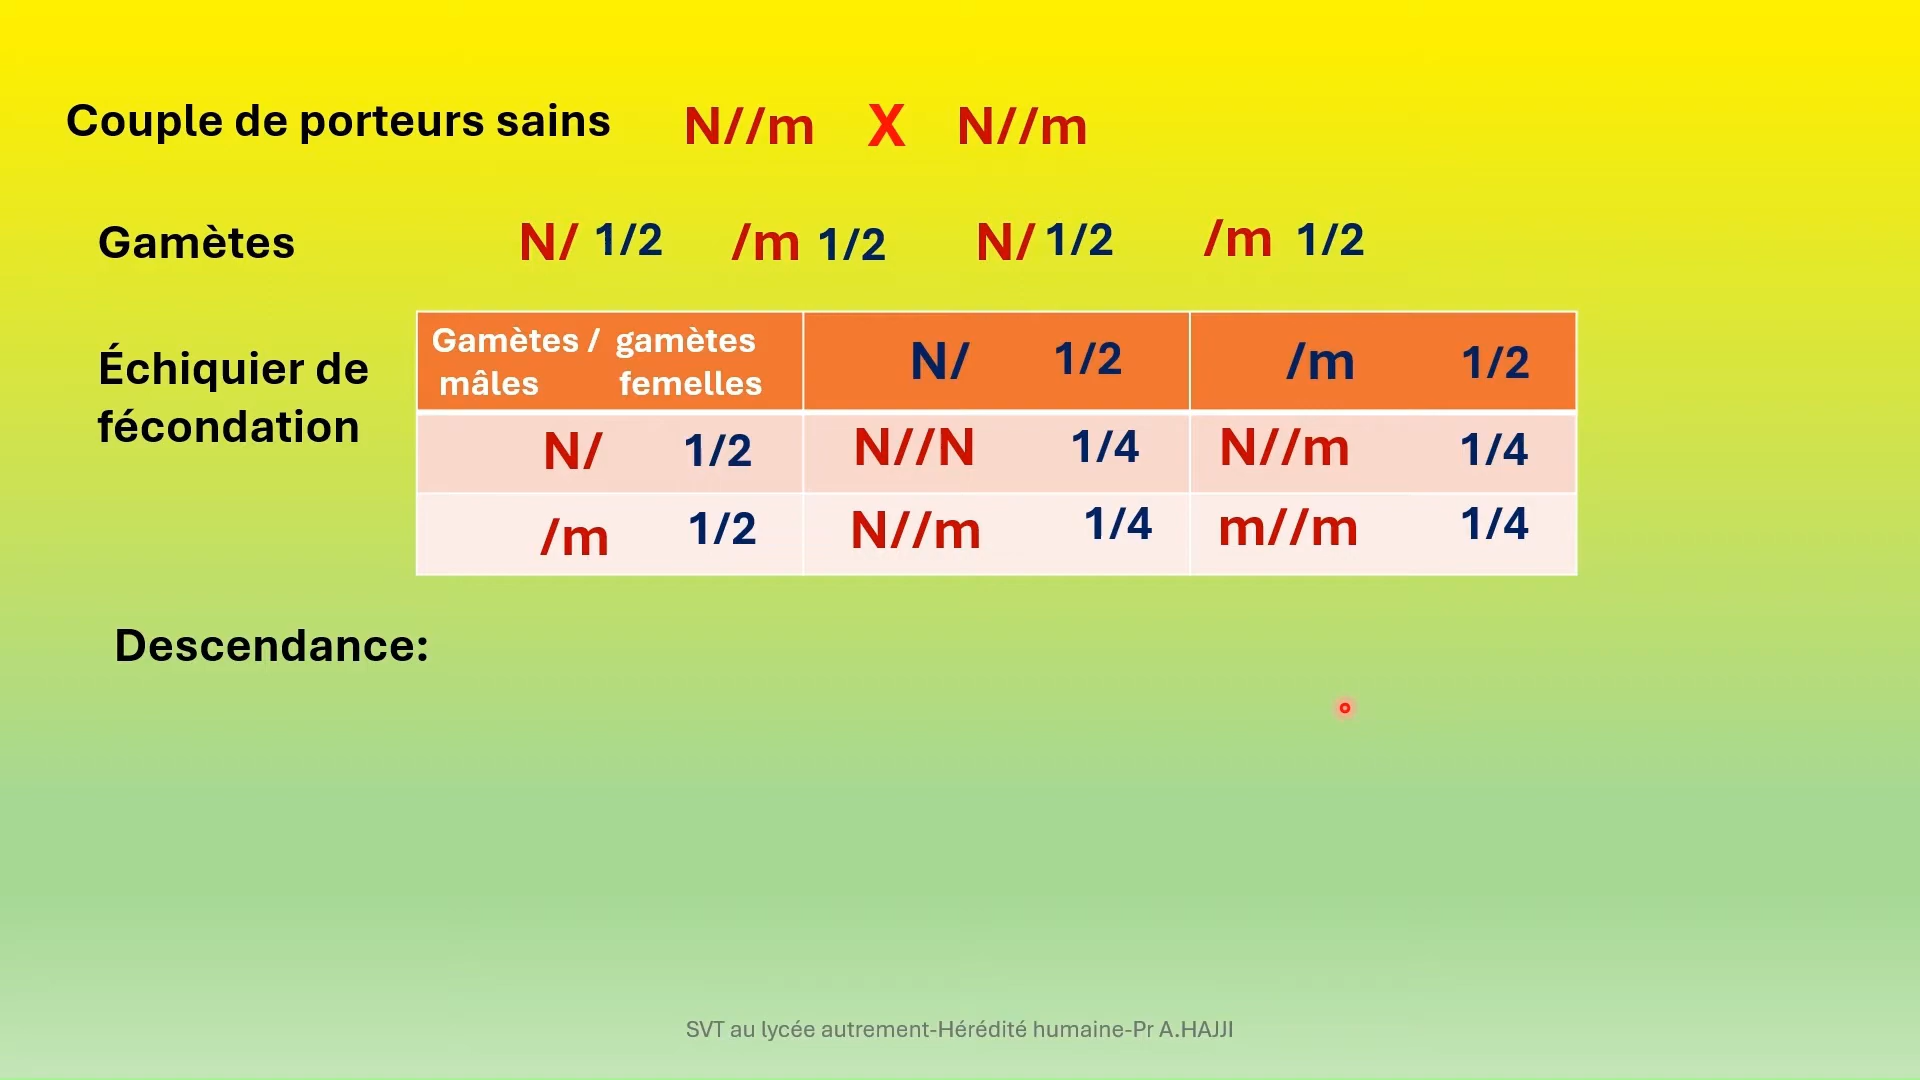 Couple de porteurs sains N//m X N//m
Gamètes N/ 1/2 /m 1/2 N/ 1/2 /m 1/2
Échiquier de
fécondation
Gamètes / gamètes
mâles femelles
N/ 1/2 /m 1/2
N/ 1/2 N//N 1/4 N//m 1/4
/m 1/2 N//m 1/4 m//m 1/4
Descendance:
SVT au lycée autrement-Hérédité humaine-Pr A.HAJJI